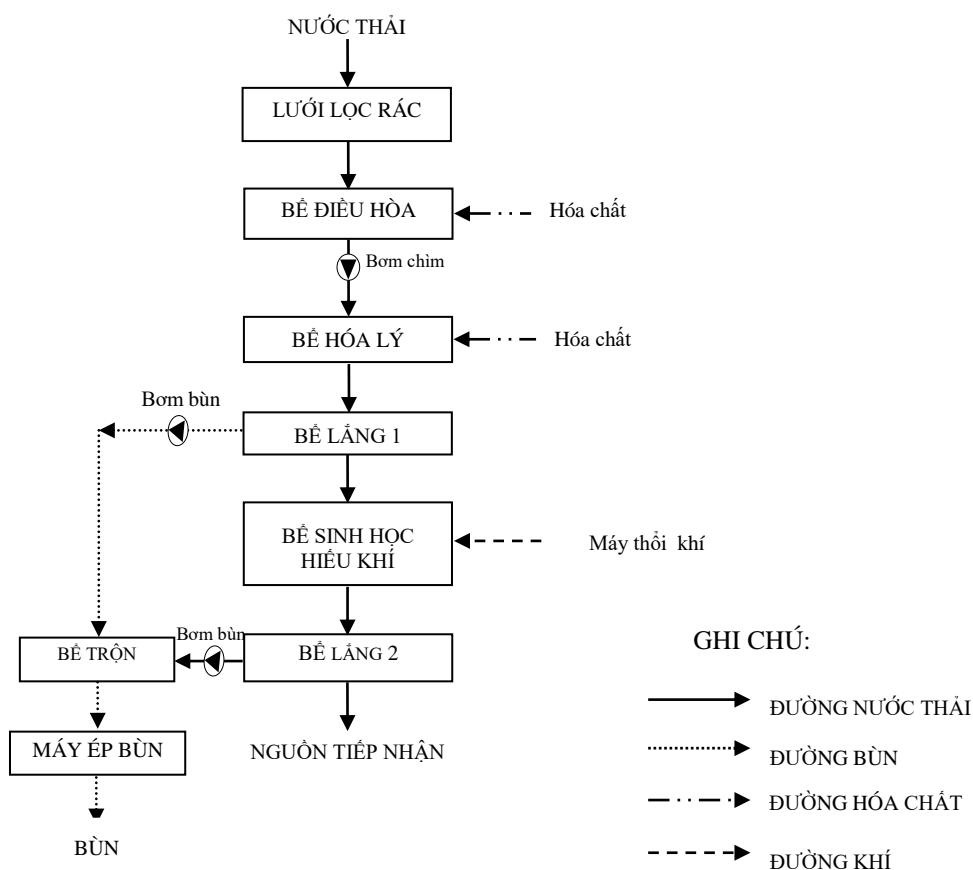 NƯỚC THẢI
LƯỚI LỌC RÁC
BỂ ĐIỀU HÒA
Hóa chất
Bơm chìm
BỂ HÓA LÝ
Hóa chất
Bơm bùn
BỂ LẮNG 1
BỂ SINH HỌC
HIẾU KHÍ
Máy thổi khí
Bơm bùn
BỂ TRỘN
BỂ LẮNG 2
MÁY ÉP BÙN
NGUỒN TIẾP NHẬN
BÙN
GHI CHÚ:
ĐƯỜNG NƯỚC THẢI
ĐƯỜNG BÙN
ĐƯỜNG HÓA CHẤT
ĐƯỜNG KHÍ